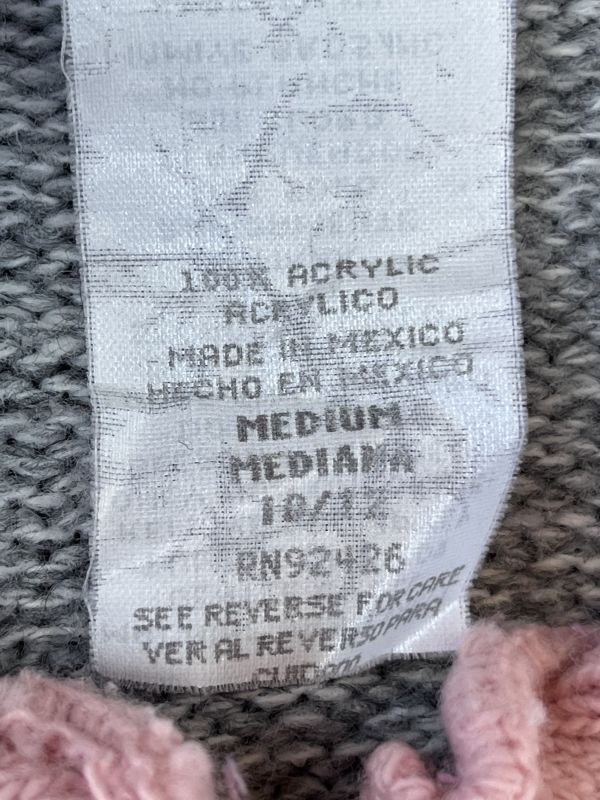 100% ACRYLIC
ACRYLICO
MADE IN MEXICO
HECHO EN MEXICO
MEDIUM
MEDIANA
10/12
RN92426
SEE REVERSE FOR CARE
VER AL REVERSO PARA
CUIDADO